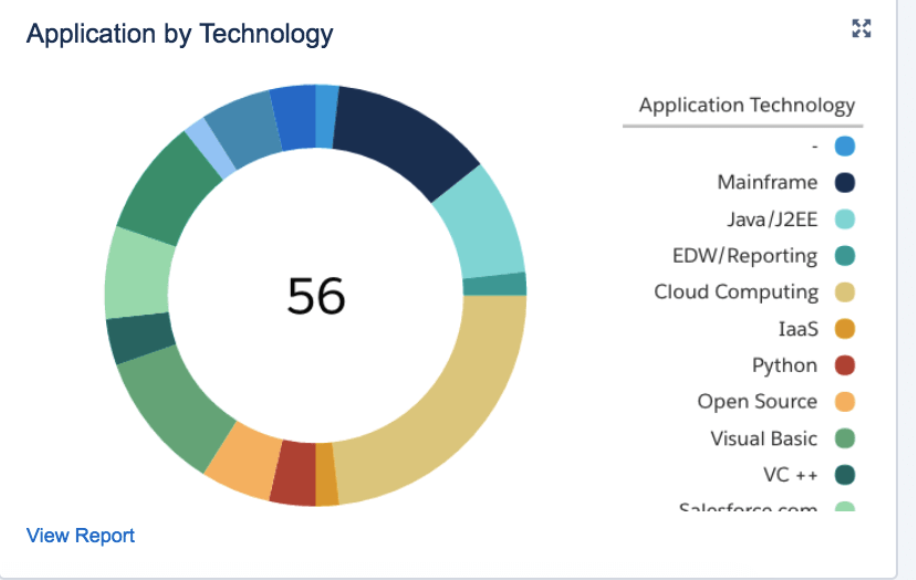 Application by Technology
56
Application Technology
-
Mainframe
Java/J2EE
EDW/Reporting
Cloud Computing
IaaS
Python
Open Source
Visual Basic
VC ++
Salesforce.com
View Report